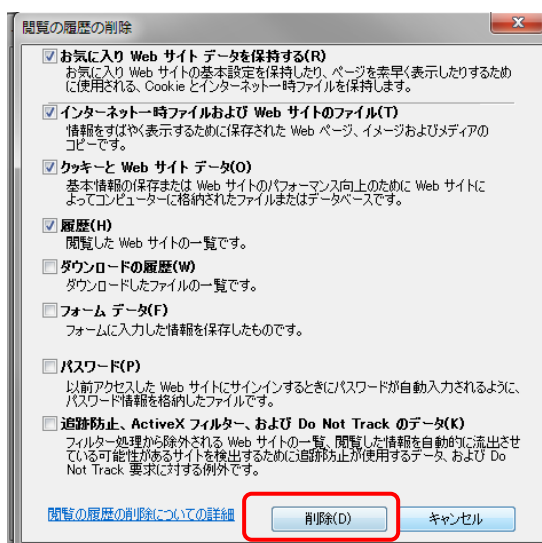 閲覧の履歴の削除
お気に入り Web サイト データを保持する(R)
お気に入り Web サイトの基本設定を保持したり、ページを素早く表示したりするため
に使用される、Cookie とインターネット一時ファイルを保持します。
インターネット一時ファイルおよび Web サイトのファイル(T)
情報をすばやく表示するために保存された Web ページ、イメージおよびメディアの
コピーです。
クッキーと Web サイト データ(O)
基本情報の保存または Web サイトのパフォーマンス向上のために Web サイトに
よってコンピューターに格納されたファイルまたはデータベースです。
履歴(H)
閲覧した Web サイトの一覧です。
ダウンロードの履歴(W)
ダウンロードしたファイルの一覧です。
フォーム データ(F)
フォームに入力した情報を保存したものです。
パスワード(P)
以前アクセスした Web サイトにサインインするときにパスワードが自動入力されるように、
パスワード情報を格納したファイルです。
追跡防止、ActiveX フィルター、および Do Not Track のデータ(K)
フィルター処理から除外される Web サイトの一覧、閲覧した情報を自動的に流出させ
ている可能性があるサイトを検出するために追跡防止が使用するデータ、および Do
Not Track 要求に対する例外です。
閲覧の履歴の削除についての詳細
削除(D)
キャンセル